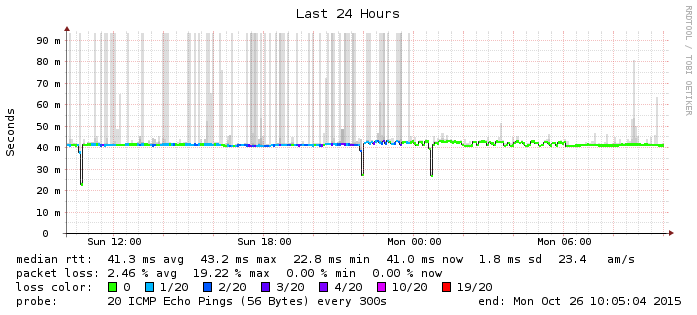 Last 24 Hours
RRDTOOL / TOBI OETIKER
Seconds
90 m
80 m
70 m
60 m
50 m
40 m
30 m
20 m
10 m
0
Sun 12:00 Sun 18:00 Mon 00:00 Mon 06:00
median rtt: 41.3 ms avg 43.2 ms max 22.8 ms min 41.0 ms now 1.8 ms sd 23.4 am/s
packet loss: 2.46 % avg 19.22 % max 0.00 % min 0.00 % now
loss color: 0 1/20 2/20 3/20 4/20 10/20 19/20
probe: 20 ICMP Echo Pings (56 Bytes) every 300s end: Mon Oct 26 10:05:04 2015